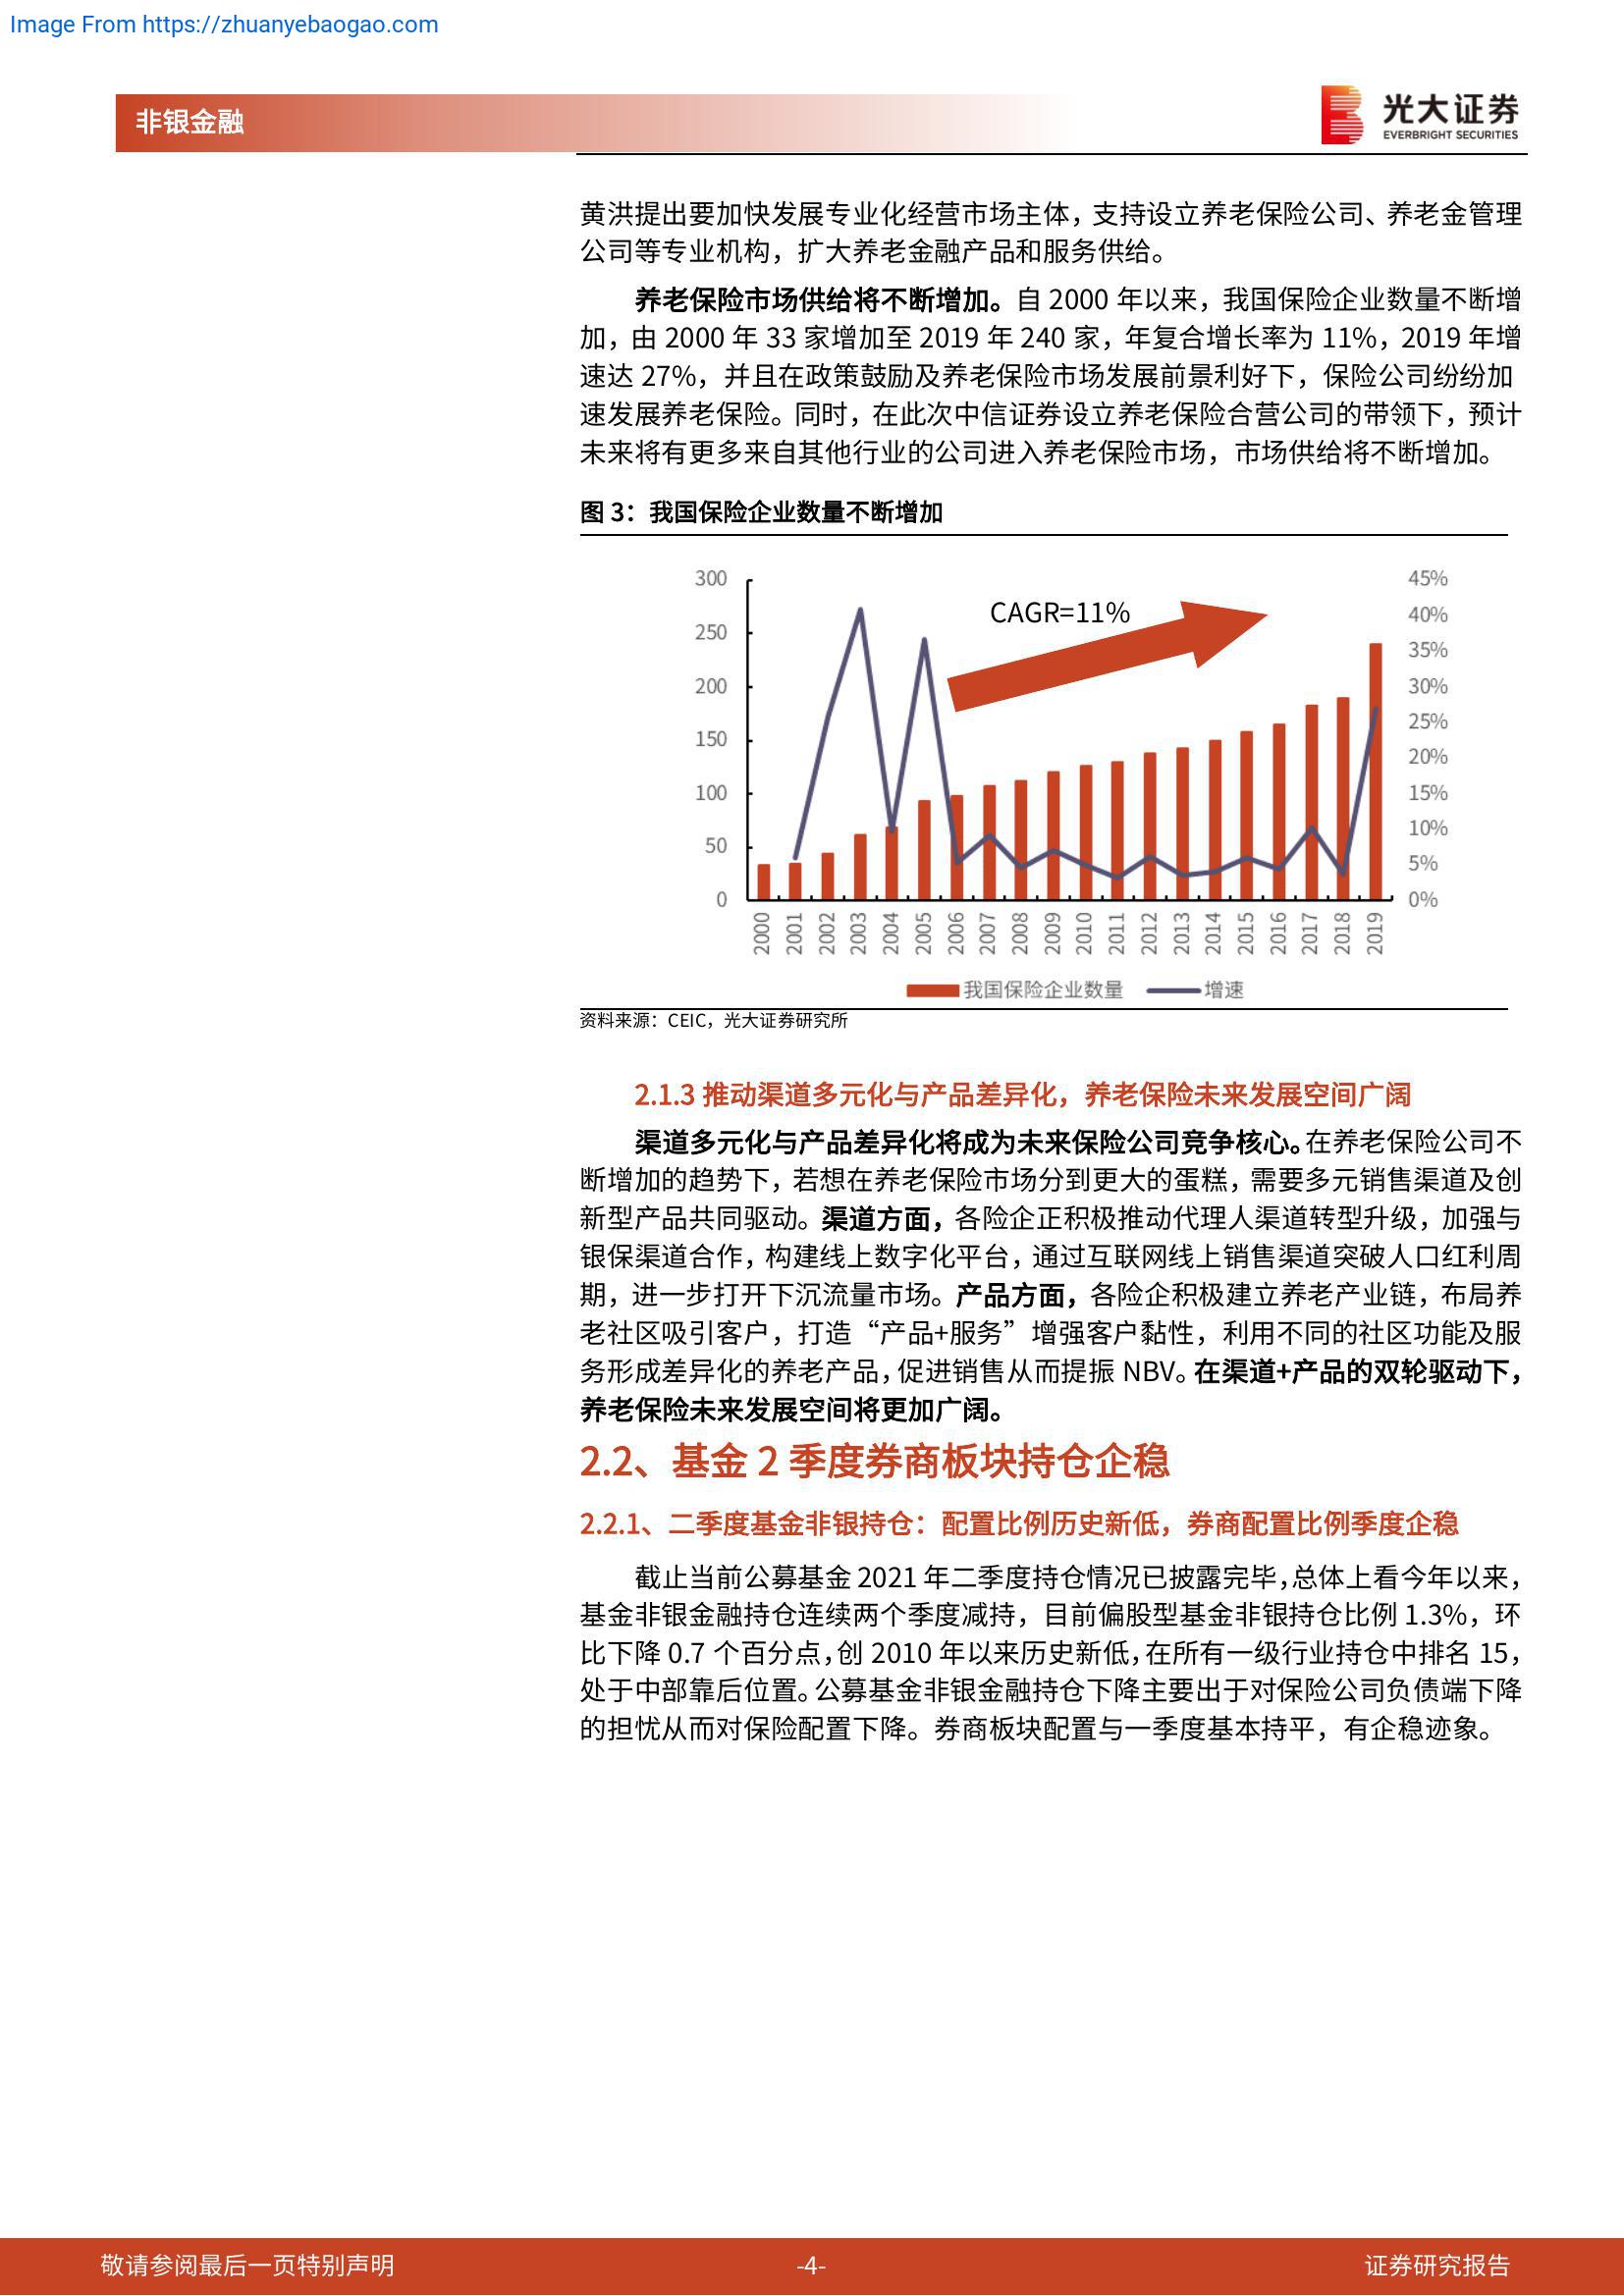 Image From https://zhuanyebaogao.com
非银金融
光大证券
EVERBRIGHT SECURITIES
黄洪提出要加快发展专业化经营市场主体，支持设立养老保险公司、养老金管理
公司等专业机构，扩大养老金融产品和服务供给。
养老保险市场供给将不断增加。自 2000 年以来，我国保险企业数量不断增
加，由 2000 年 33 家增加至 2019 年 240 家，年复合增长率为 11%，2019 年增
速达 27%，并且在政策鼓励及养老保险市场发展前景利好下，保险公司纷纷加
速发展养老保险。同时，在此次中信证券设立养老保险合营公司的带领下，预计
未来将有更多来自其他行业的公司进入养老保险市场，市场供给将不断增加。
图 3：我国保险企业数量不断增加
300
250
200
150
100
50
0
CAGR=11%
45%
40%
35%
30%
25%
20%
15%
10%
5%
0%
2000
2001
2002
2003
2004
2005
2006
2007
2008
2009
2010
2011
2012
2013
2014
2015
2016
2017
2018
2019
我国保险企业数量 增速
资料来源：CEIC，光大证券研究所
2.1.3 推动渠道多元化与产品差异化，养老保险未来发展空间广阔
渠道多元化与产品差异化将成为未来保险公司竞争核心。在养老保险公司不
断增加的趋势下，若想在养老保险市场分到更大的蛋糕，需要多元销售渠道及创
新型产品共同驱动。渠道方面，各险企正积极推动代理人渠道转型升级，加强与
银保渠道合作，构建线上数字化平台，通过互联网线上销售渠道突破人口红利周
期，进一步打开下沉流量市场。产品方面，各险企积极建立养老产业链，布局养
老社区吸引客户，打造“产品+服务”增强客户黏性，利用不同的社区功能及服
务形成差异化的养老产品，促进销售从而提振 NBV。在渠道+产品的双轮驱动下，
养老保险未来发展空间将更加广阔。
2.2、基金 2 季度券商板块持仓企稳
2.2.1、二季度基金非银持仓：配置比例历史新低，券商配置比例季度企稳
截止当前公募基金 2021 年二季度持仓情况已披露完毕，总体上看今年以来，
基金非银金融持仓连续两个季度减持，目前偏股型基金非银持仓比例 1.3%，环
比下降 0.7 个百分点，创 2010 年以来历史新低，在所有一级行业持仓中排名 15，
处于中部靠后位置。公募基金非银金融持仓下降主要出于对保险公司负债端下降
的担忧从而对保险配置下降。券商板块配置与一季度基本持平，有企稳迹象。
敬请参阅最后一页特别声明
-4-
证券研究报告